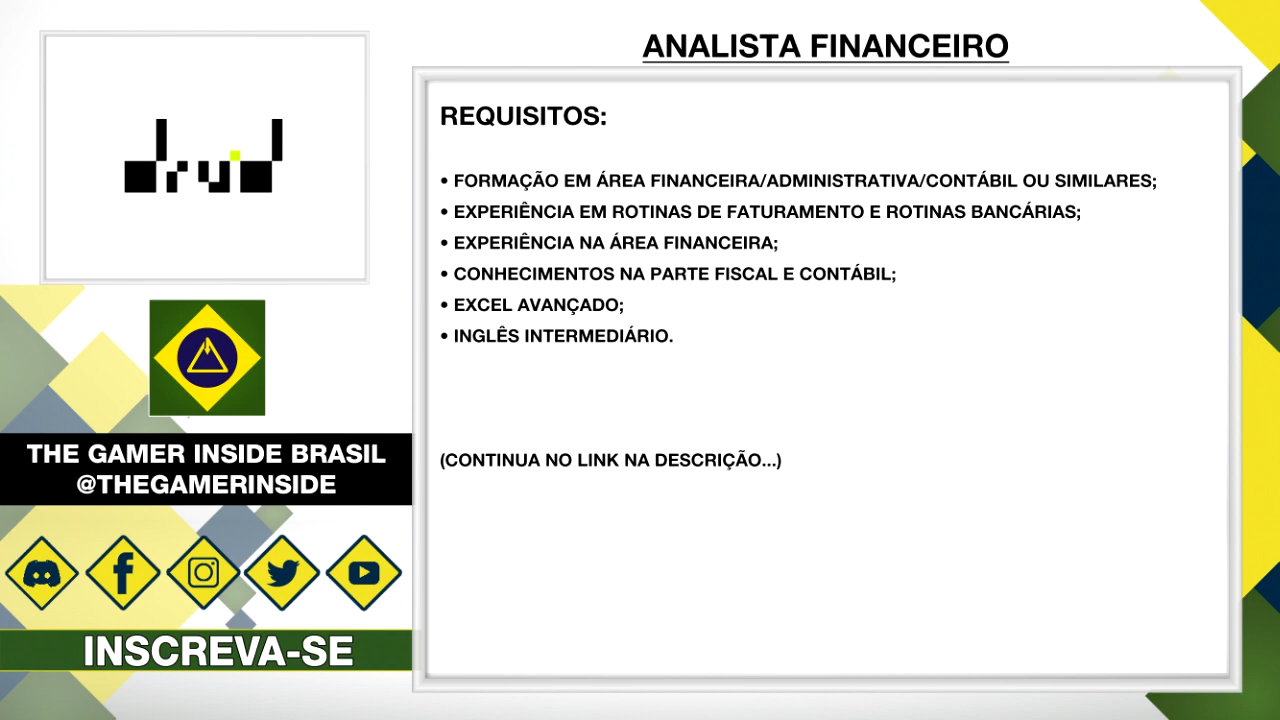 druid
ANALISTA FINANCEIRO
REQUISITOS:
• FORMAÇÃO EM ÁREA FINANCEIRA/ADMINISTRATIVA/CONTÁBIL OU SIMILARES;
• EXPERIÊNCIA EM ROTINAS DE FATURAMENTO E ROTINAS BANCÁRIAS;
• EXPERIÊNCIA NA ÁREA FINANCEIRA;
• CONHECIMENTOS NA PARTE FISCAL E CONTÁBIL;
• EXCEL AVANÇADO;
• INGLÊS INTERMEDIÁRIO.
(CONTINUA NO LINK NA DESCRIÇÃO...)
THE GAMER INSIDE BRASIL
@THEGAMERINSIDE
INSCREVA-SE